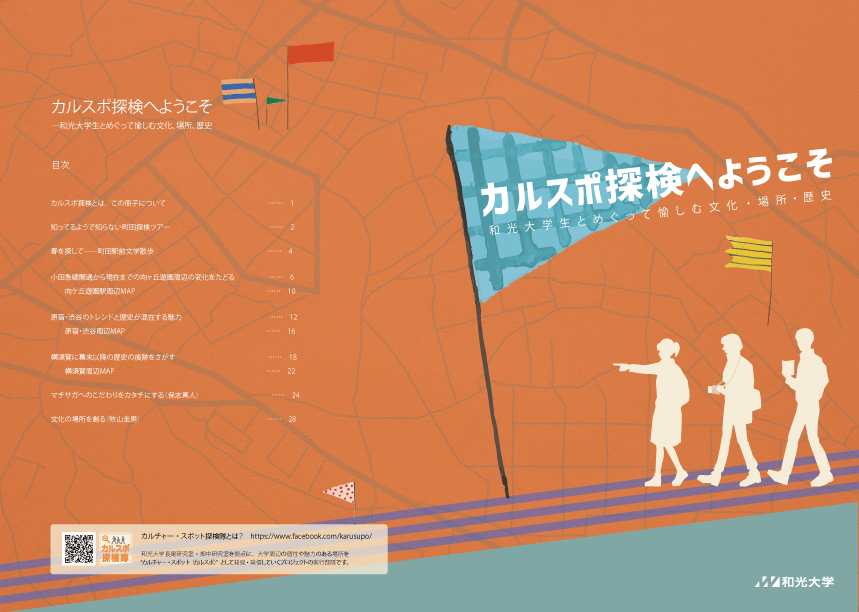 カルスポ探検へようこそ
―和光大学生とめぐって愉しむ文化、場所、歴史
目次
カルスポ探検とは／この冊子について …… 1
知ってるようで知らない町田探検ツアー …… 2
春を探して――町田駅前文学散歩 …… 4
小田急線開通から現在までの向ヶ丘遊園周辺の変化をたどる …… 6
向ケ丘遊園駅周辺MAP …… 10
原宿・渋谷のトレンドと歴史が混在する魅力 …… 12
原宿・渋谷周辺MAP …… 16
横須賀に幕末以降の歴史の痕跡をさがす …… 18
横須賀周辺MAP …… 22
マチサガへのこだわりをカタチにする（保志真人） …… 24
文化の場所を創る（牧山圭男） …… 28
カルスポ
探検隊
カルチャー・スポット探検隊とは？ https://www.facebook.com/karusupo/
和光大学長尾研究室・畑中研究室を拠点に、大学周辺の個性や魅力のある場所を
“カルチャー・スポット（カルスポ）”として発見・発信していくプロジェクトの実行部隊です。
カルスポ探検へようこそ
和光大学生とめぐって愉しむ文化・場所・歴史
和光大学